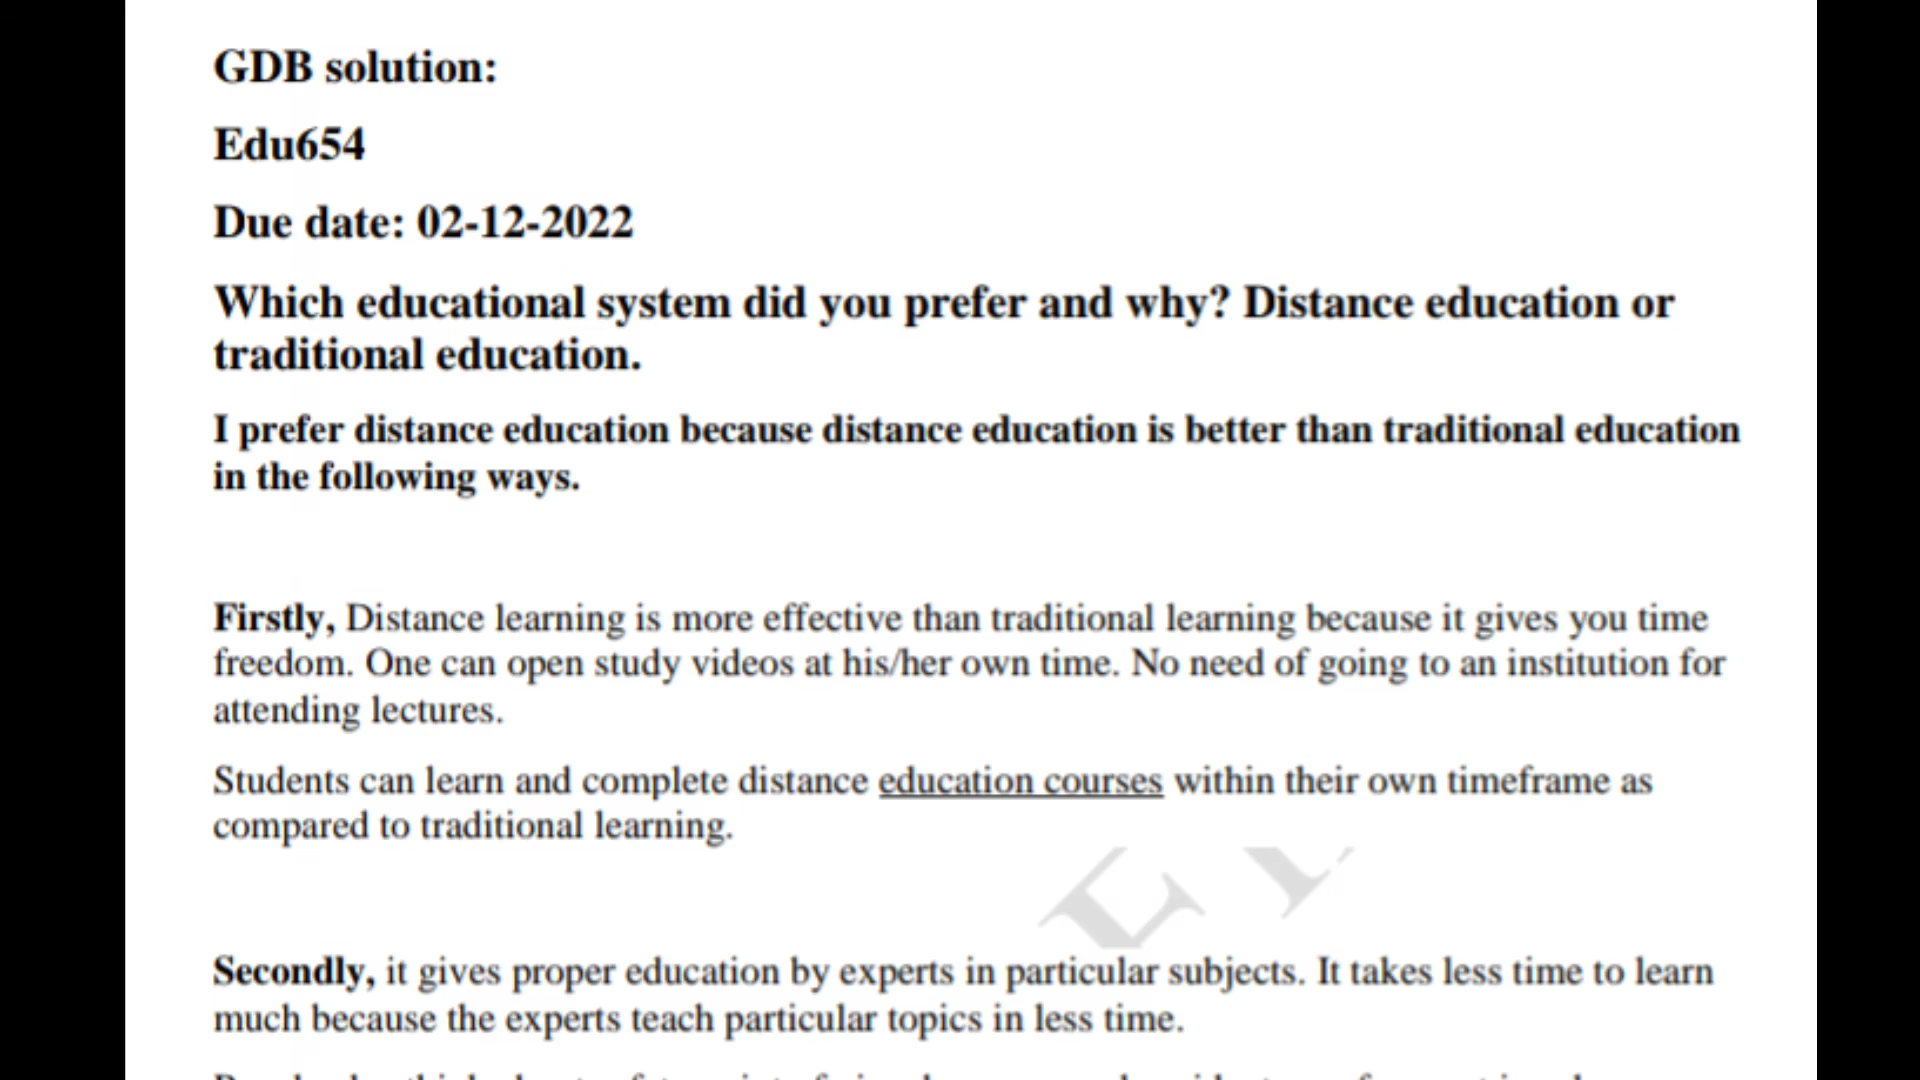 GDB solution:
Edu654
Due date: 02-12-2022
Which educational system did you prefer and why? Distance education or
traditional education.
I prefer distance education because distance education is better than traditional education
in the following ways.
Firstly, Distance learning is more effective than traditional learning because it gives you time
freedom. One can open study videos at his/her own time. No need of going to an institution for
attending lectures.
Students can learn and complete distance education courses within their own timeframe as
compared to traditional learning.
Secondly, it gives proper education by experts in particular subjects. It takes less time to learn
much because the experts teach particular topics in less time.